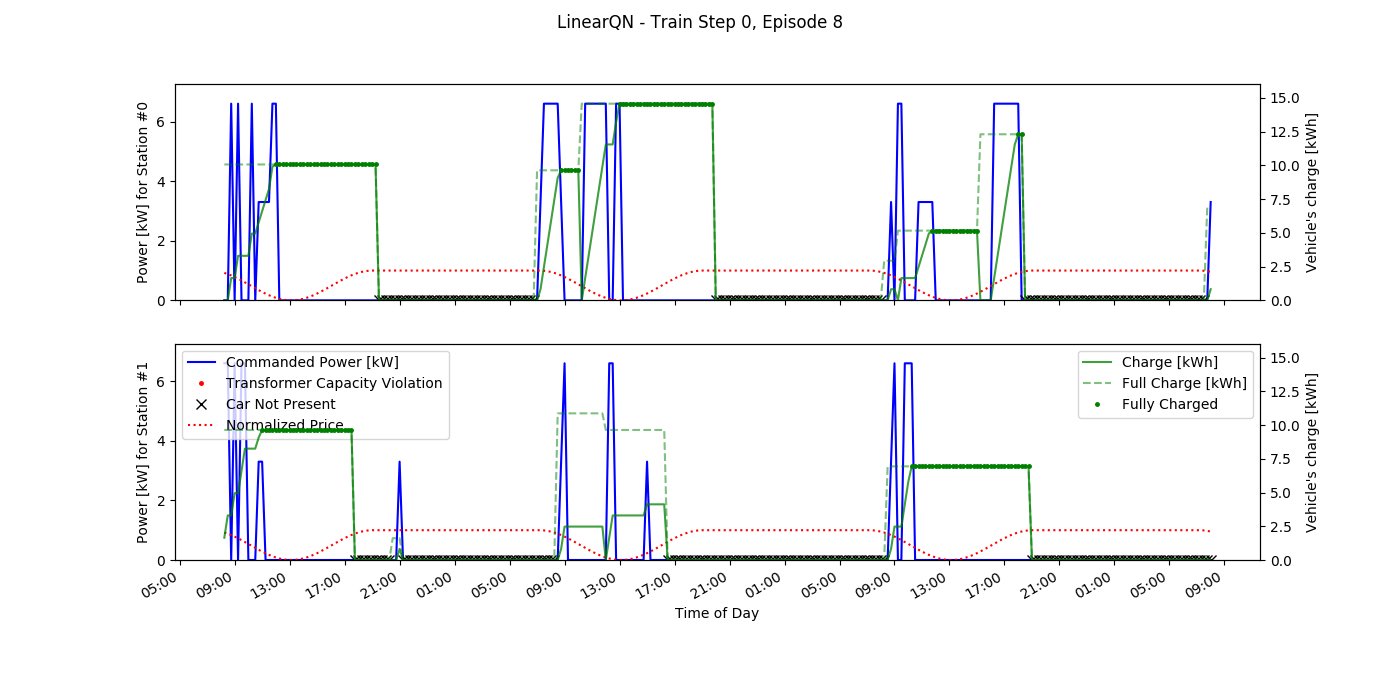 LinearQN - Train Step 0, Episode 8
Power [kW] for Station #0
6
4
2
0
15.0
12.5
10.0
7.5
5.0
2.5
0.0
Vehicle's charge [kWh]
Power [kW] for Station #1
6
4
2
0
Commanded Power [kW]
Transformer Capacity Violation
Car Not Present
Normalized Price
Charge [kWh]
Full Charge [kWh]
Fully Charged
15.0
12.5
10.0
7.5
5.0
2.5
0.0
Vehicle's charge [kWh]
05:00 09:00 13:00 17:00 21:00 01:00 05:00 09:00 13:00 17:00 21:00 01:00 05:00 09:00 13:00 17:00 21:00 01:00 05:00 09:00
Time of Day